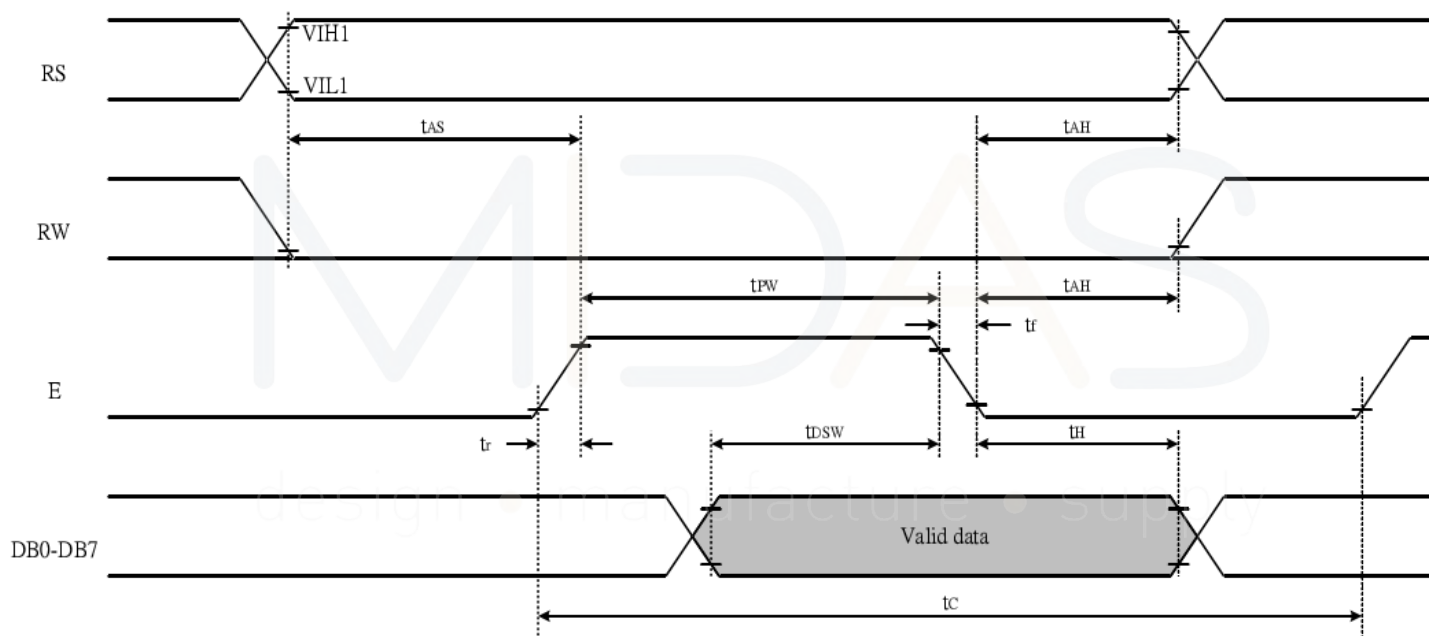 VIH1
RS
VIL1
tAS
tAH
MIDAS
RW
tPW
tAH
tf
E
tr
tDSW
tH
design • manufacture • supply
Valid data
DB0-DB7
tC